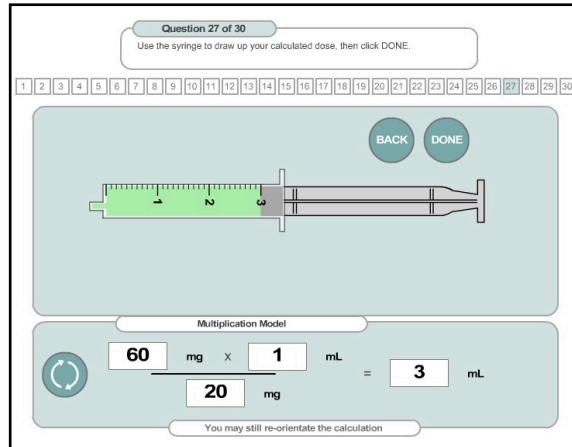 Question 27 of 30
Use the syringe to draw up your calculated dose, then click DONE.
1 2 3 4 5 6 7 8 9 10 11 12 13 14 15 16 17 18 19 20 21 22 23 24 25 26 27 28 29 30
BACK DONE
1 2 3
Multiplication Model
60 mg x 1 mL
= 3 mL
20 mg
You may still re-orientate the calculation